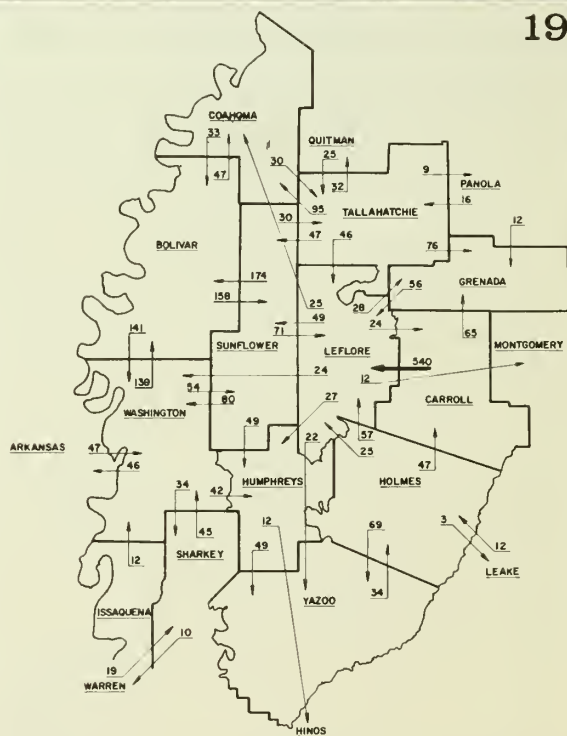 19
COAHOMA
33
47
QUITMAN
25
32
30
95
30
9
PANOLA
16
TALLAHATCHIE
12
47
46
76
BOLIVAR
GRENADA
174
158
28
56
25
49
24
65
141
SUNFLOWER
71
LEFLORE
MONTGOMERY
139
24
540
12
WASHINGTON
54
80
CARROLL
27
ARKANSAS
47
46
49
22
57
25
47
HOLMES
HUMPHREYS
34
42
45
12
69
3
12
LEAKE
12
SHARKEY
49
34
ISSAQUENA
YAZOO
19
10
WARREN
HINDS